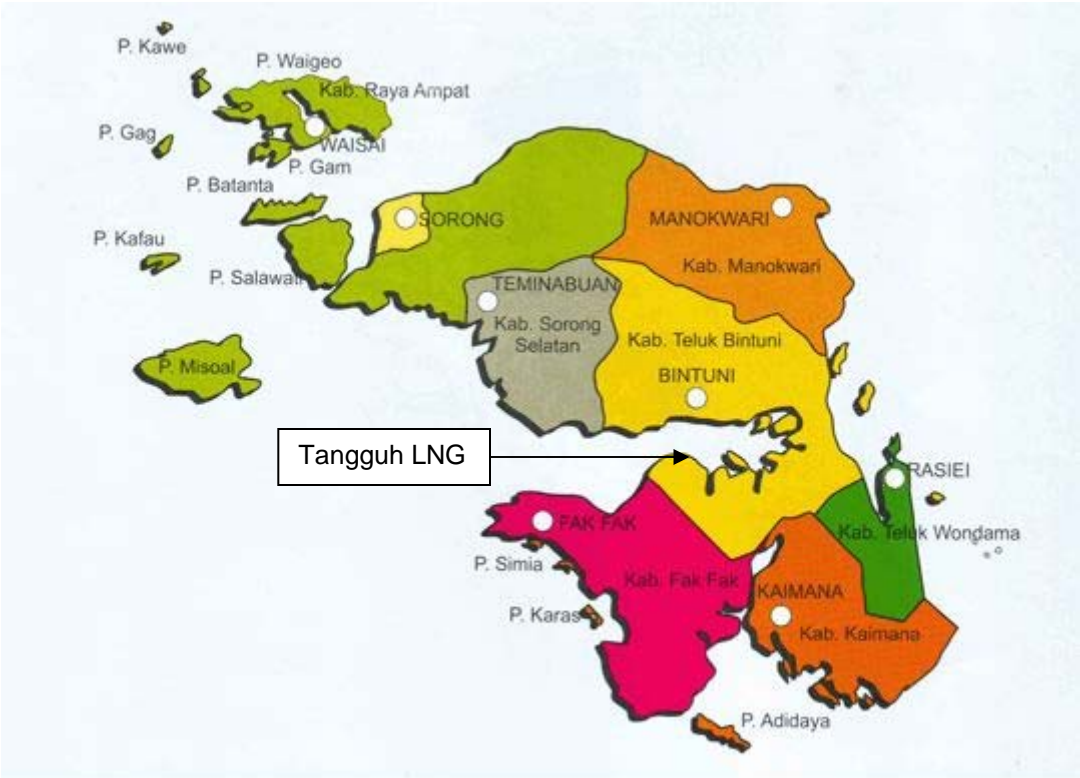 P. Kawe
P. Waigeo
Kab. Raya Ampat
P. Gag
WAISAI
P. Gam
P. Batanta
SORONG
MANOKWARI
P. Kafau
Kab. Manokwari
P. Salawati
TEMINABUAN
Kab. Sorong
Selatan
Kab. Teluk Bintuni
P. Misoal
BINTUNI
Tangguh LNG
RASIEI
FAK FAK
Kab. Teluk Wondama
P. Simia
Kab. Fak Fak
KAIMANA
P. Karas
Kab. Kaimana
P. Adidaya